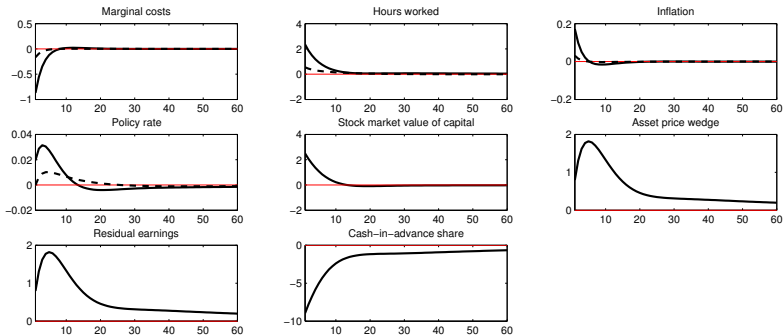 Marginal costs
0.5
0
−0.5
−1
10 20 30 40 50 60
Hours worked
4
2
0
−2
10 20 30 40 50 60
Inflation
0.2
0
−0.2
10 20 30 40 50 60
Policy rate
0.04
0.02
0
−0.02
10 20 30 40 50 60
Stock market value of capital
4
2
0
−2
10 20 30 40 50 60
Asset price wedge
2
1
0
10 20 30 40 50 60
Residual earnings
2
1
0
10 20 30 40 50 60
Cash−in−advance share
0
−5
−10
10 20 30 40 50 60